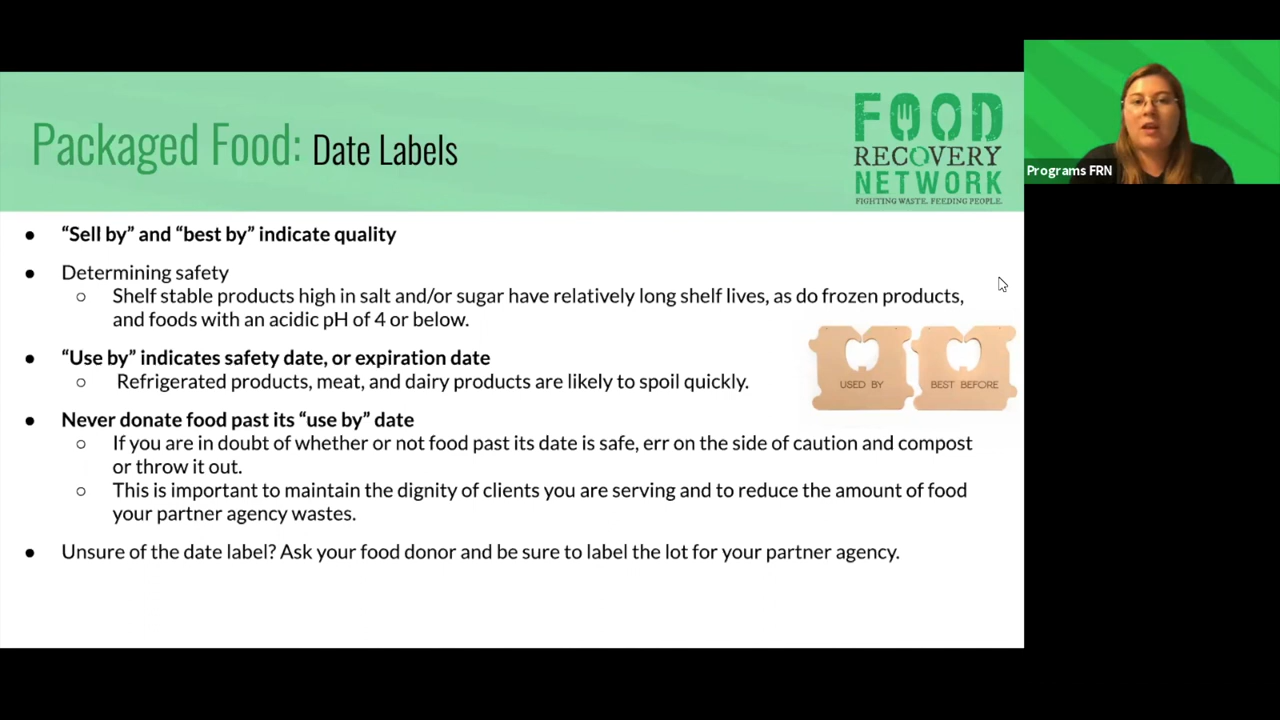 Packaged Food: Date Labels
FOOD
RECOVERY
NETWORK
FIGHTING WASTE. FEEDING PEOPLE.
Programs FRN
● “Sell by” and “best by” indicate quality
● Determining safety
○ Shelf stable products high in salt and/or sugar have relatively long shelf lives, as do frozen products,
and foods with an acidic pH of 4 or below.
● “Use by” indicates safety date, or expiration date
○ Refrigerated products, meat, and dairy products are likely to spoil quickly.
USED BY
BEST BEFORE
● Never donate food past its “use by” date
○ If you are in doubt of whether or not food past its date is safe, err on the side of caution and compost
or throw it out.
○ This is important to maintain the dignity of clients you are serving and to reduce the amount of food
your partner agency wastes.
● Unsure of the date label? Ask your food donor and be sure to label the lot for your partner agency.